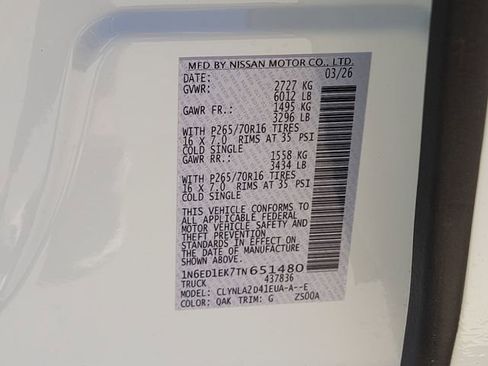 MFD BY NISSAN MOTOR CO., LTD.
DATE: 03/26
GVWR: 2727 KG
6012 LB
GAWR FR.: 1495 KG
3296 LB
WITH P265/70R16 TIRES
16 X 7.0 RIMS AT 35 PSI
COLD SINGLE
GAWR RR.: 1558 KG
3434 LB
WITH P265/70R16 TIRES
16 X 7.0 RIMS AT 35 PSI
COLD SINGLE
THIS VEHICLE CONFORMS TO
ALL APPLICABLE FEDERAL
MOTOR VEHICLE SAFETY AND
THEFT PREVENTION
STANDARDS IN EFFECT ON
THE DATE OF MANUFACTURE
1N6ED1EK7TN651480
TRUCK 437836
MODEL: CLYNLA2D41EUA-A--E
COLOR: QAK TRIM: G ZS00A